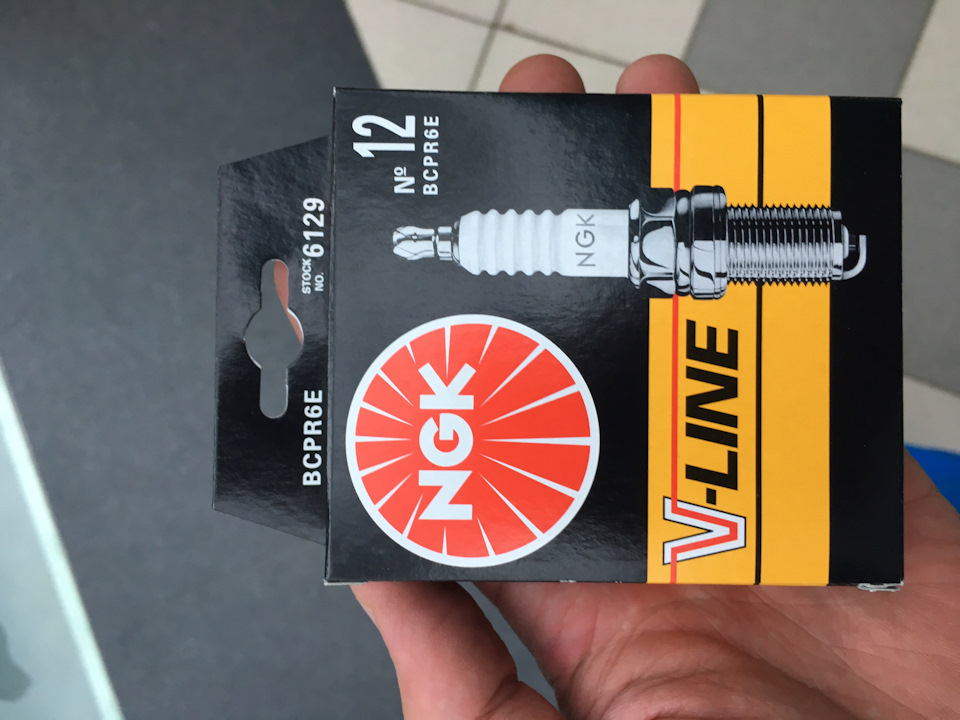 BCPR6E
STOCK NO. 6129
Nº 12
BCPR6E
NGK
NGK
V-LINE